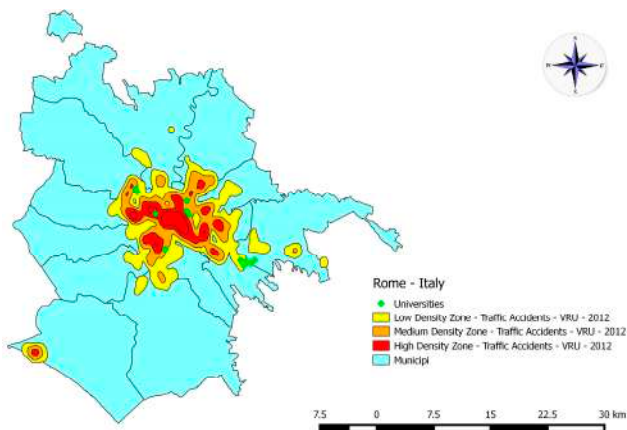 Rome - Italy
Universities
Low Density Zone - Traffic Accidents - VRU - 2012
Medium Density Zone - Traffic Accidents - VRU - 2012
High Density Zone - Traffic Accidents - VRU - 2012
Municipi
7.5 0 7.5 15 22.5 30 km